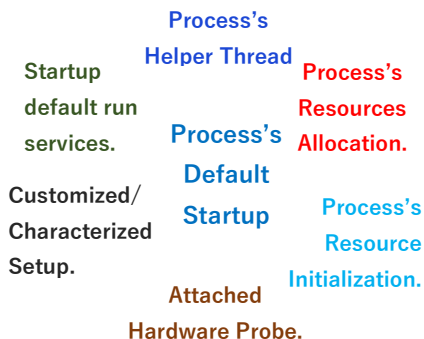 Process’s
Helper Thread
Startup
default run
services.
Process’s
Resources
Allocation.
Process’s
Default
Startup
Customized/
Characterized
Setup.
Process’s
Resource
Initialization.
Attached
Hardware Probe.